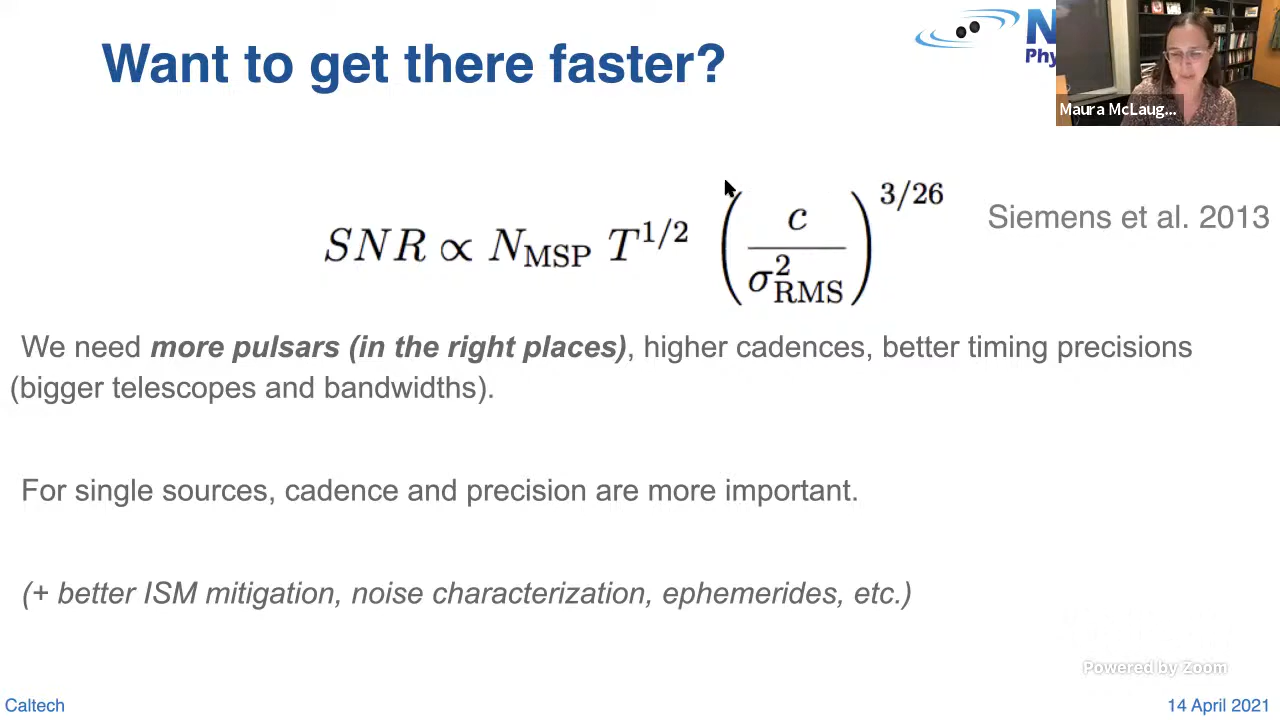 Want to get there faster?
N
Phy
Maura McLaug...
SNR ∝ N_MSP T^{1/2} (c / σ²_RMS)^{3/26}
Siemens et al. 2013
We need more pulsars (in the right places), higher cadences, better timing precisions
(bigger telescopes and bandwidths).
For single sources, cadence and precision are more important.
(+ better ISM mitigation, noise characterization, ephemerides, etc.)
Powered by Zoom
Caltech
14 April 2021